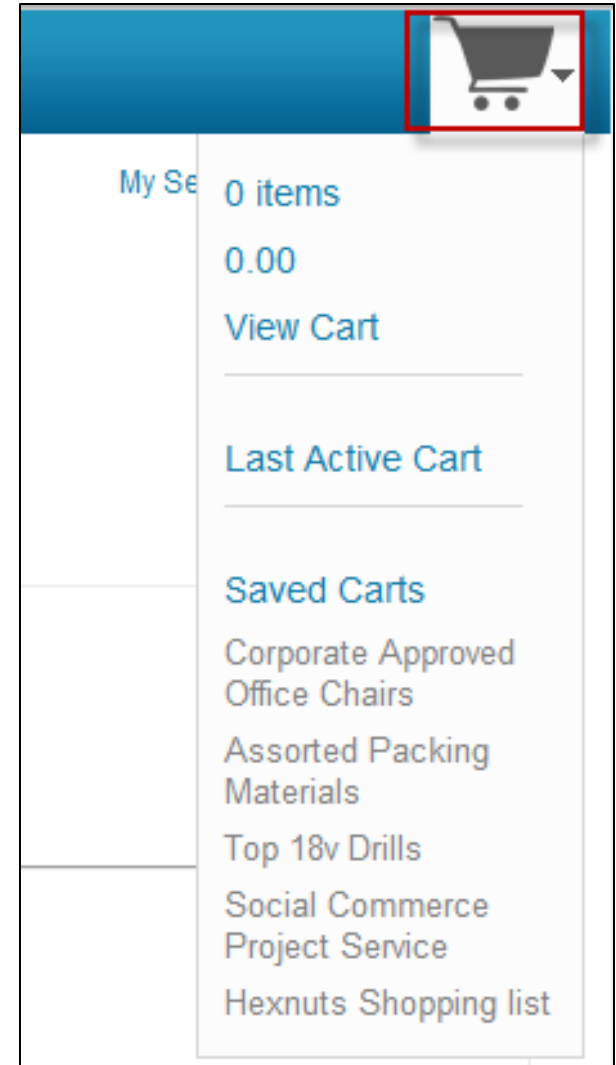 My Se
0 items
0.00
View Cart
Last Active Cart
Saved Carts
Corporate Approved
Office Chairs
Assorted Packing
Materials
Top 18v Drills
Social Commerce
Project Service
Hexnuts Shopping list